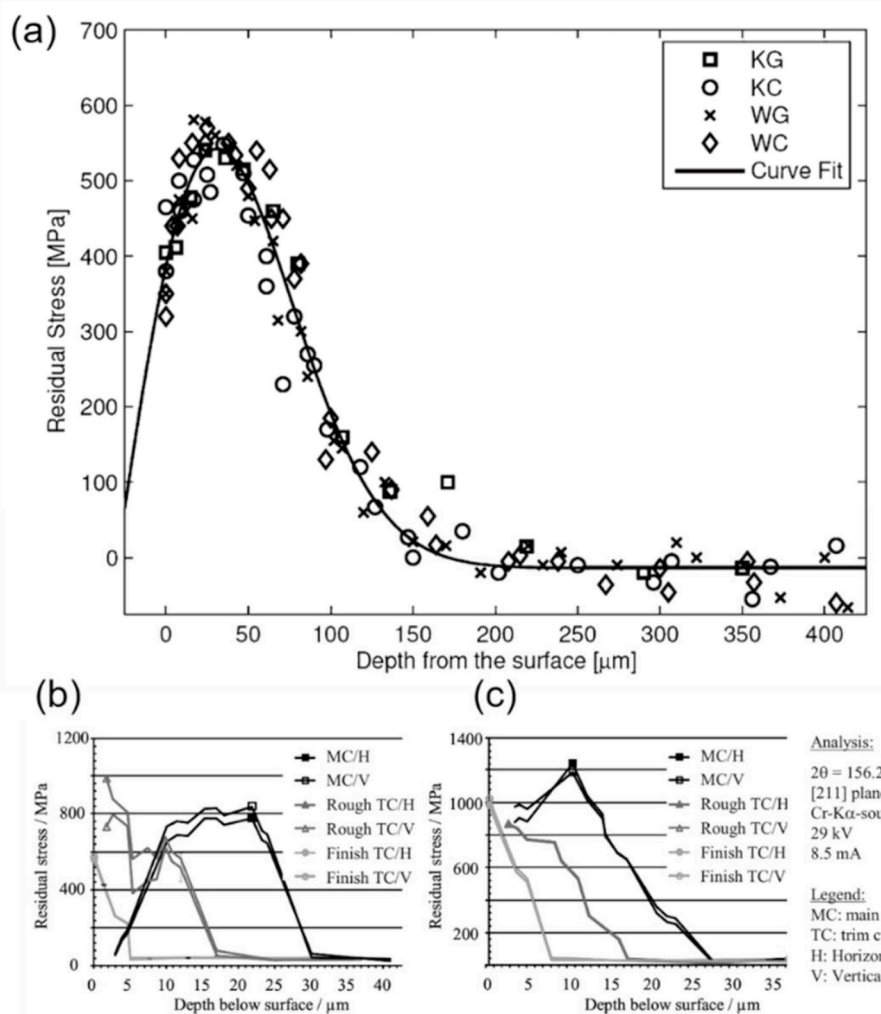 (a)
700
600
500
400
300
200
100
0
Residual Stress [MPa]
KG
KC
WG
WC
Curve Fit
0 50 100 150 200 250 300 350 400
Depth from the surface [μm]
(b)
1200
800
400
0
Residual stress / MPa
MC/H
MC/V
Rough TC/H
Rough TC/V
Finish TC/H
Finish TC/V
0 5 10 15 20 25 30 35 40
Depth below surface / μm
(c)
1400
1000
600
200
Residual stress / MPa
MC/H
MC/V
Rough TC/H
Rough TC/V
Finish TC/H
Finish TC/V
0 5 10 15 20 25 30 35
Depth below surface / μm
Analysis:
2θ = 156.2
[211] plane
Cr-Kα-sou
29 kV
8.5 mA
Legend:
MC: main
TC: trim c
H: Horizon
V: Vertica